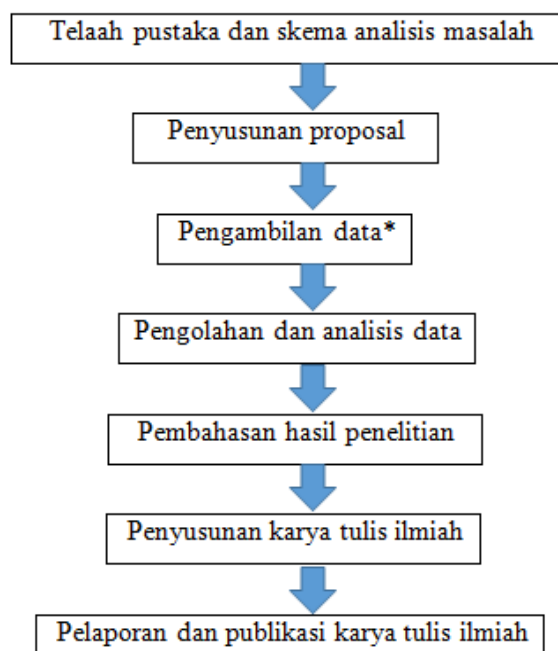 Telaah pustaka dan skema analisis masalah
Penyusunan proposal
Pengambilan data*
Pengolahan dan analisis data
Pembahasan hasil penelitian
Penyusunan karya tulis ilmiah
Pelaporan dan publikasi karya tulis ilmiah